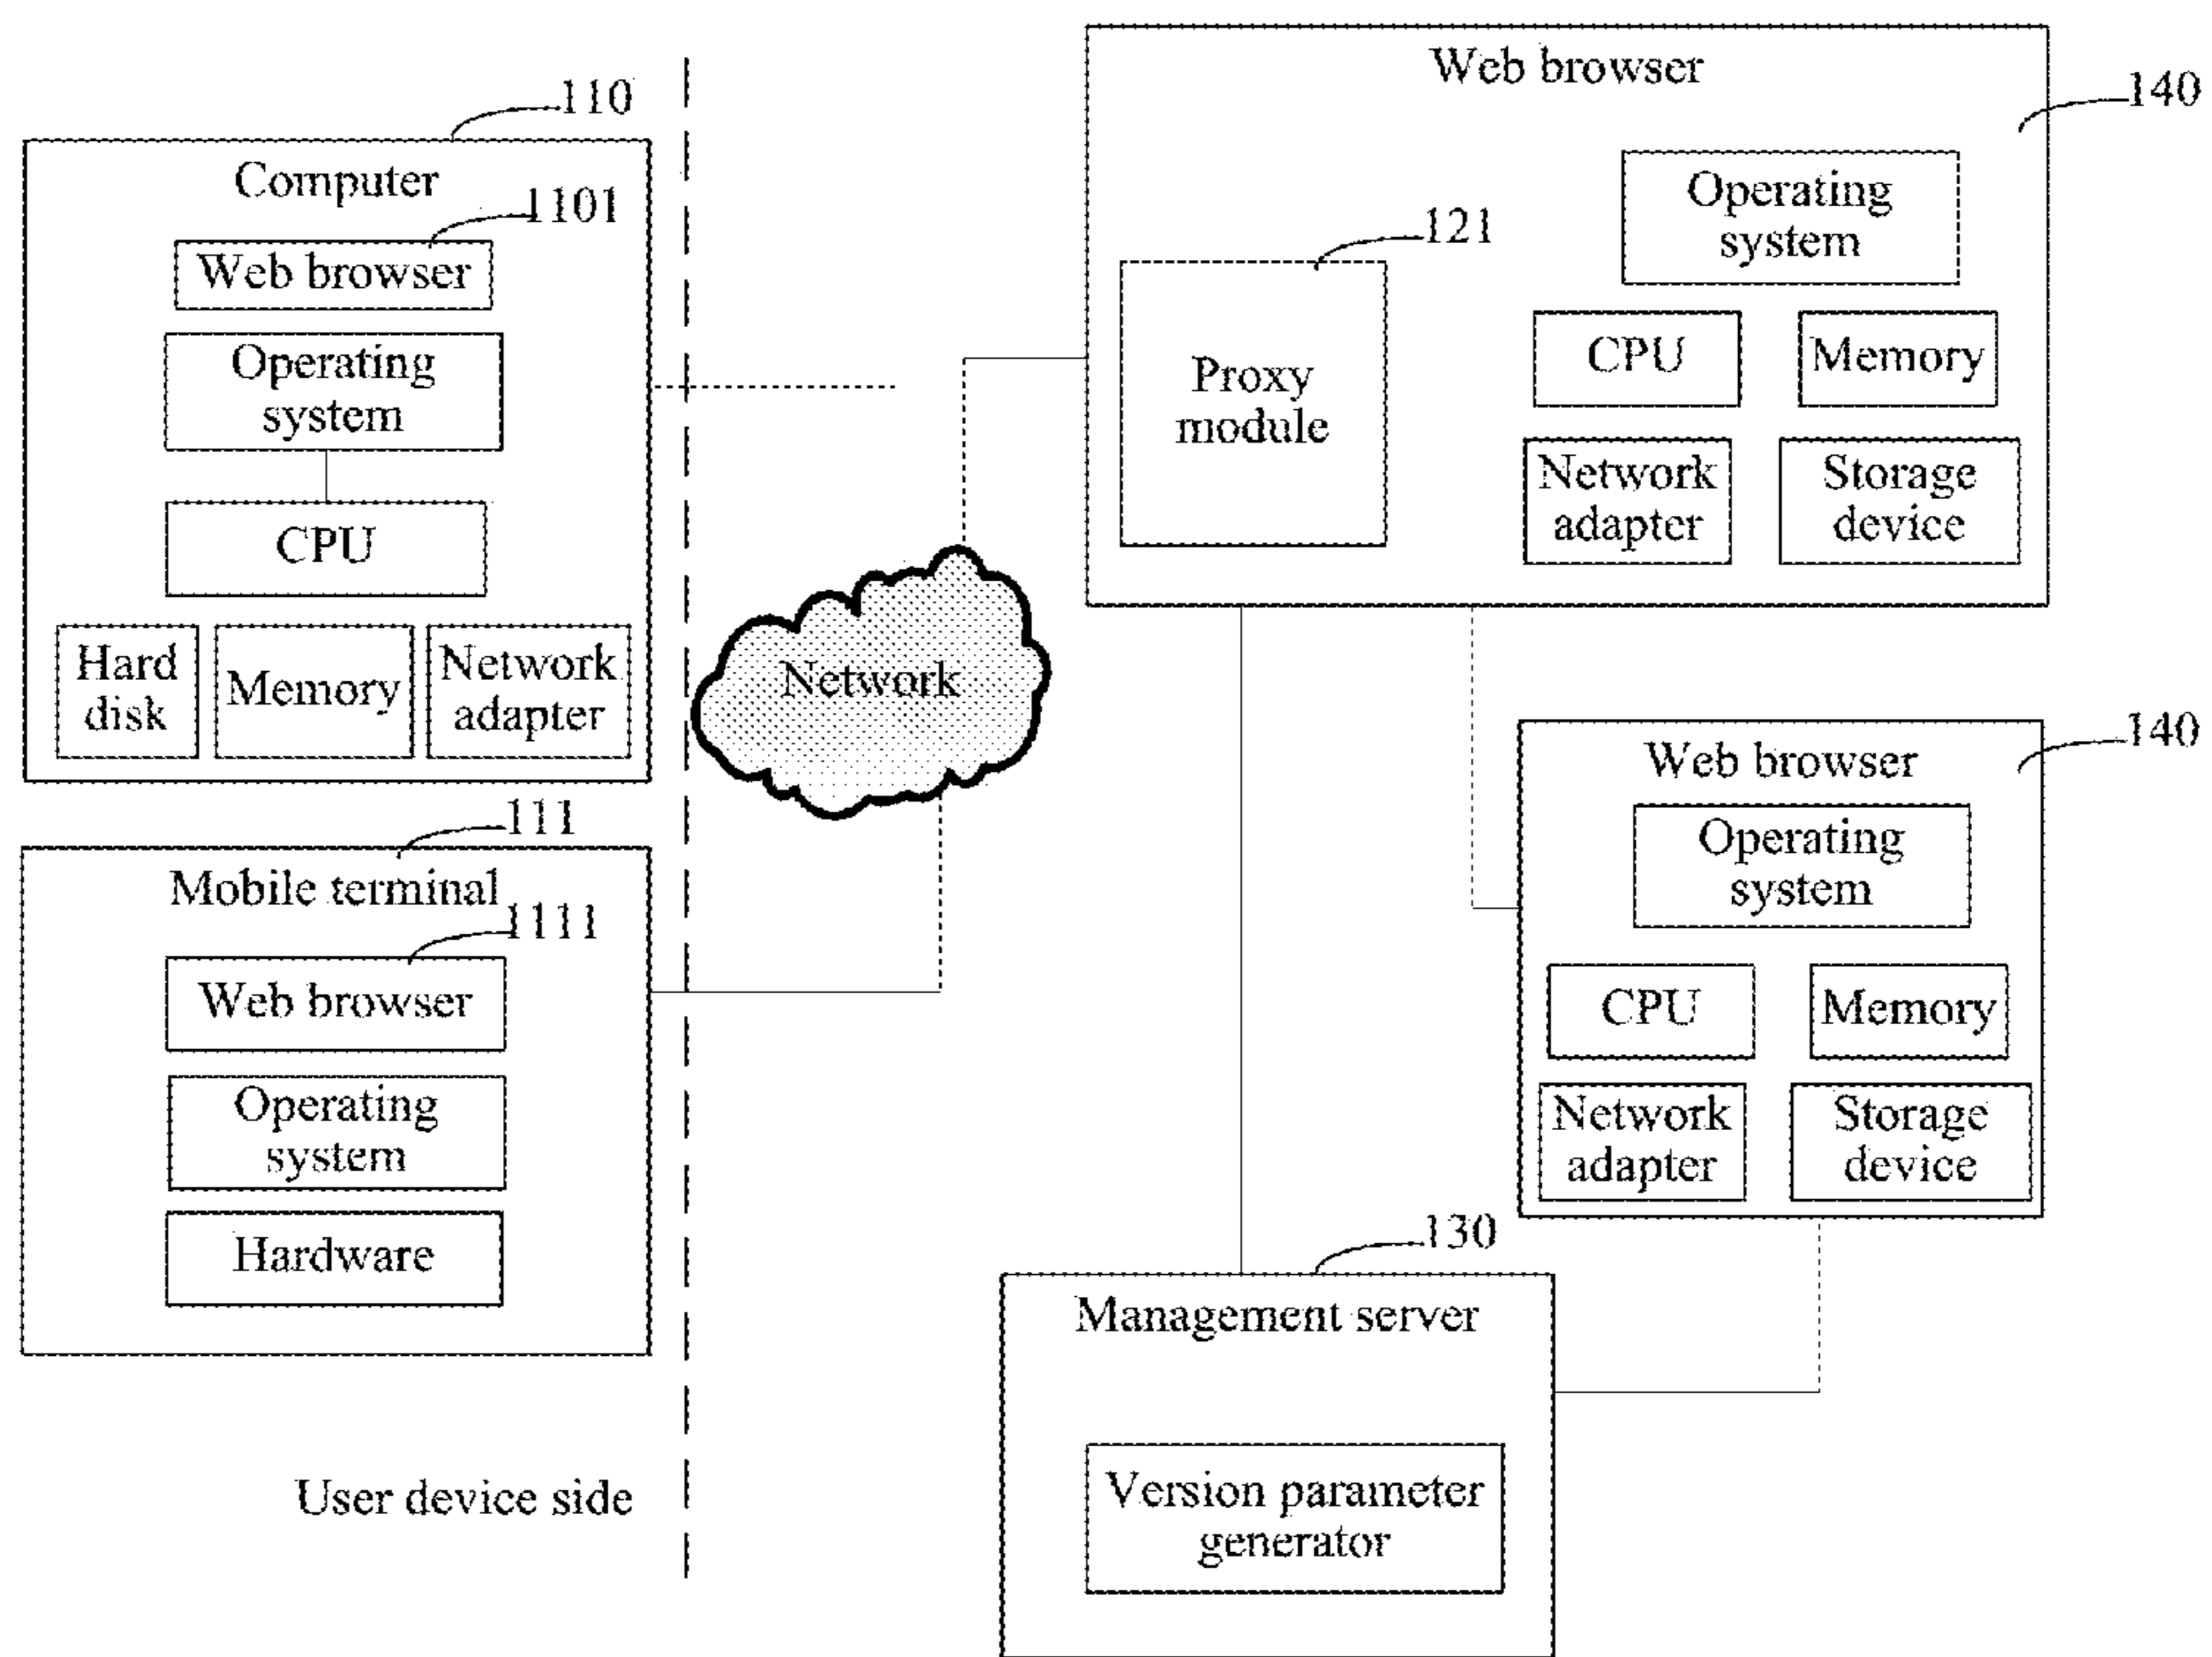 110
Computer
1101
Web browser
Operating
system
CPU
Hard
disk
Memory
Network
adapter
111
Mobile terminal
1111
Web browser
Operating
system
Hardware
User device side
Network
Web browser
140
121
Proxy
module
Operating
system
CPU
Memory
Network
adapter
Storage
device
Web browser
140
Operating
system
CPU
Memory
Network
adapter
Storage
device
130
Management server
Version parameter
generator